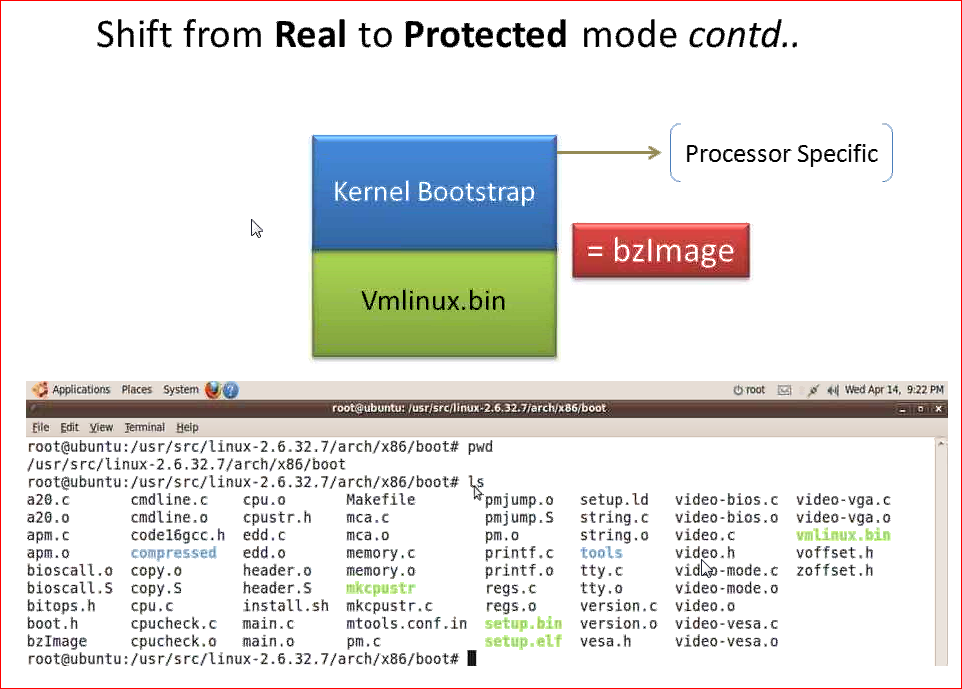 Shift from Real to Protected mode contd..
Kernel Bootstrap
Processor Specific
= bzImage
Vmlinux.bin
Applications Places System root Wed Apr 14, 9:22 PM
root@ubuntu: /usr/src/linux-2.6.32.7/arch/x86/boot
File Edit View Terminal Help
root@ubuntu:/usr/src/linux-2.6.32.7/arch/x86/boot# pwd
/usr/src/linux-2.6.32.7/arch/x86/boot
root@ubuntu:/usr/src/linux-2.6.32.7/arch/x86/boot# ls
a20.c cmdline.c cpu.o Makefile pmjump.o setup.ld video-bios.c video-vga.c
a20.o cmdline.o cpustr.h mca.c pmjump.S string.c video-bios.o video-vga.o
apm.c code16gcc.h edd.c mca.o pm.o string.o video.c vmlinux.bin
apm.o compressed edd.o memory.c printf.c tools video.h voffset.h
bioscall.o copy.o header.o memory.o printf.o tty.c video-mode.c zoffset.h
bioscall.S copy.S header.S mkcpustr regs.c tty.o video-mode.o
bitops.h cpu.c install.sh mkcpustr.c regs.o version.c video.o
boot.h cpucheck.c main.c mtools.conf.in setup.bin version.o video-vesa.c
bzImage cpucheck.o main.o pm.c setup.elf vesa.h video-vesa.o
root@ubuntu:/usr/src/linux-2.6.32.7/arch/x86/boot#